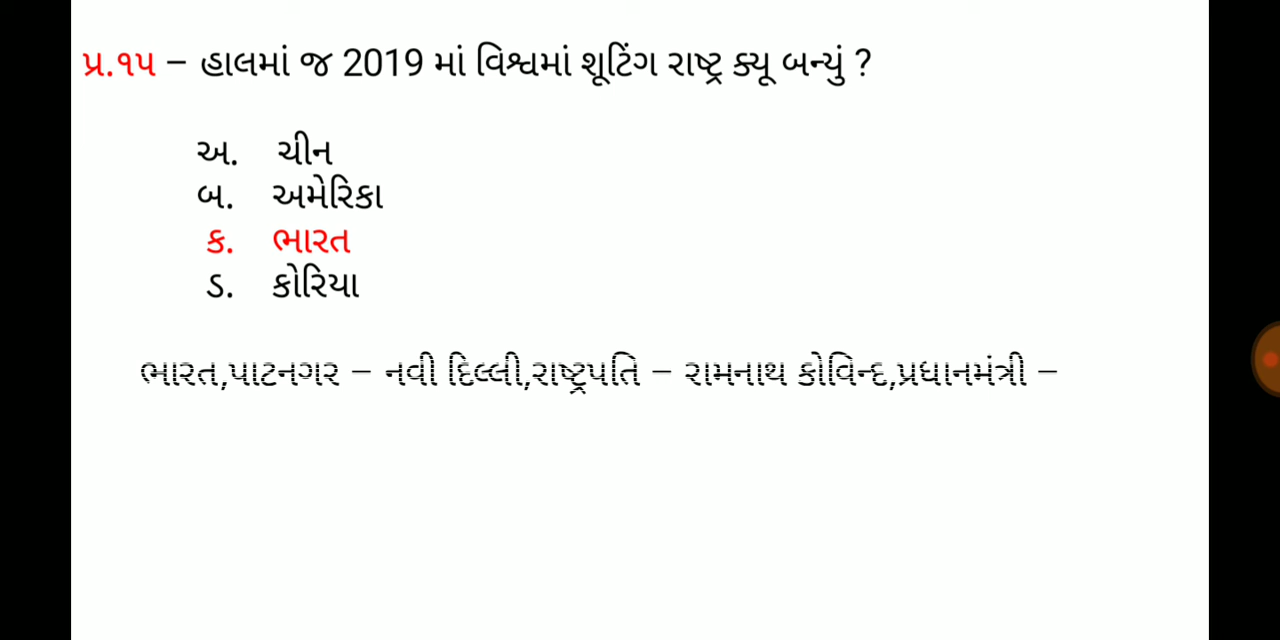 પ્ર.૧૫ – હાલમાં જ 2019 માં વિશ્વમાં શૂટિંગ રાષ્ટ્ર ક્યૂ બન્યું ?
અ. ચીન
બ. અમેરિકા
ક. ભારત
ડ. કોરિયા
ભારત,પાટનગર – નવી દિલ્લી,રાષ્ટ્રપતિ – રામનાથ કોવિન્દ,પ્રધાનમંત્રી –